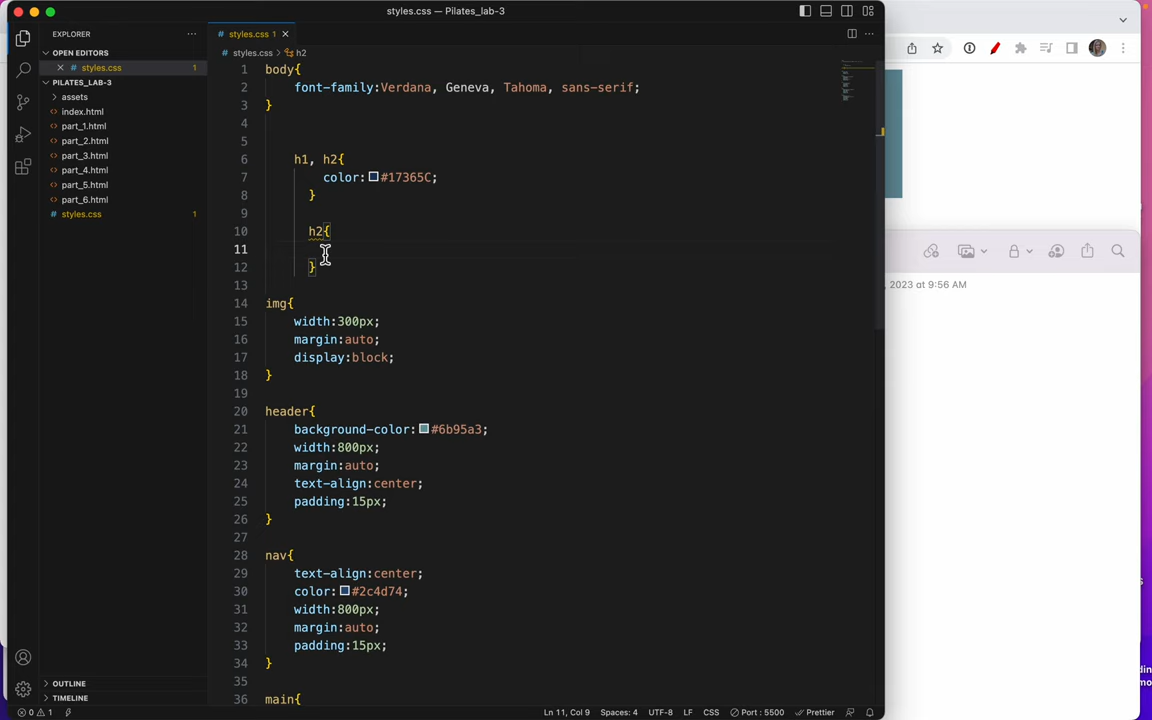 styles.css — Pilates_lab-3
EXPLORER
OPEN EDITORS
styles.css 1
PILATES_LAB-3
assets
index.html
part_1.html
part_2.html
part_3.html
part_4.html
part_5.html
part_6.html
styles.css 1
OUTLINE
TIMELINE
styles.css 1
styles.css › h2
1 body{
2 font-family:Verdana, Geneva, Tahoma, sans-serif;
3 }
4
5
6 h1, h2{
7 color: #17365C;
8 }
9
10 h2{
11
12 }
13
14 img{
15 width:300px;
16 margin:auto;
17 display:block;
18 }
19
20 header{
21 background-color: #6b95a3;
22 width:800px;
23 margin:auto;
24 text-align:center;
25 padding:15px;
26 }
27
28 nav{
29 text-align:center;
30 color: #2c4d74;
31 width:800px;
32 margin:auto;
33 padding:15px;
34 }
35
36 main{
, 2023 at 9:56 AM
0 1
Ln 11, Col 9 Spaces: 4 UTF-8 LF CSS Port : 5500 Prettier